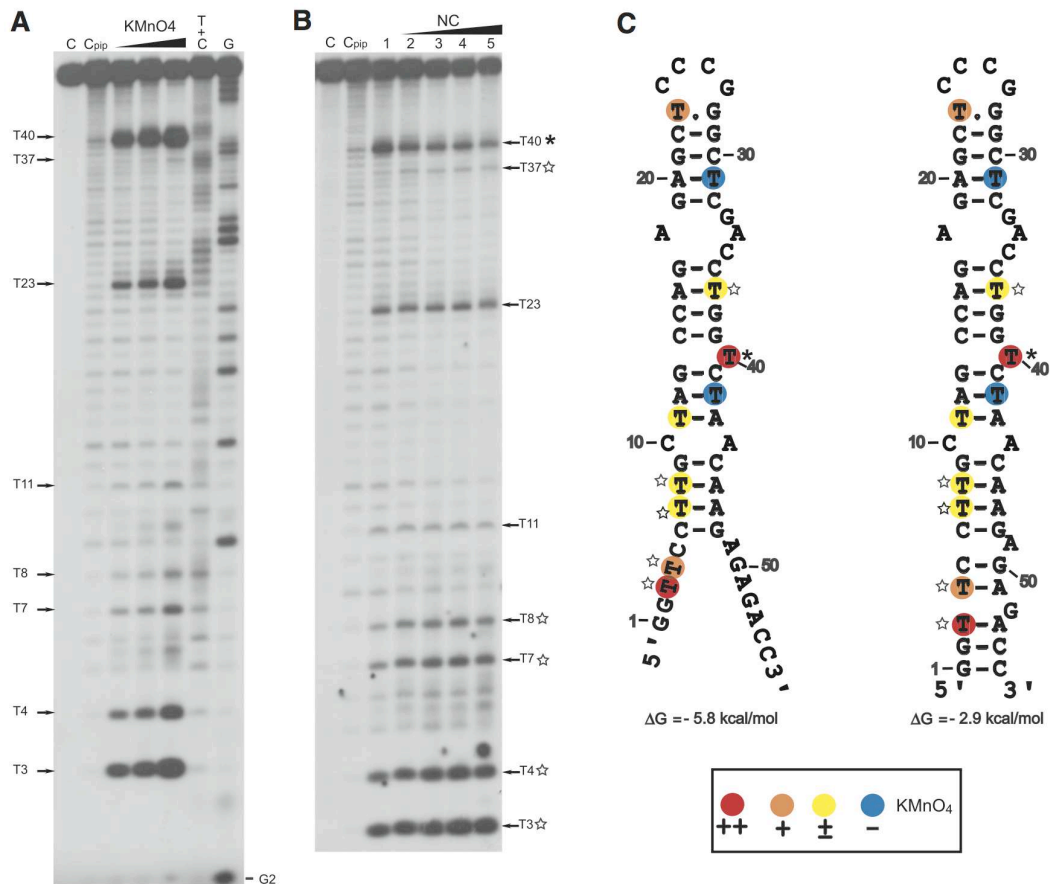 A
KMnO4
C Cpip T + C G
T40
T37
T23
T11
T8
T7
T4
T3
G2
B
NC
C Cpip 1 2 3 4 5
T40 *
T37 ☆
T23
T11
T8 ☆
T7 ☆
T4 ☆
T3 ☆
C
C C C
C G
T . G
C – G
G – C – 30
20 – A – T
G – C
G
A A
C
G – C
A – T ☆
C – G
C – G
T *
40
G – C
A – T
T – A
10 – C A
G – C
☆ T – A
☆ T – A
C – G
C A
☆ T G – 50
☆ T A
G G
1 – G A
5' C
C
3'
ΔG = - 5.8 kcal/mol
C C C
C G
T . G
C – G
G – C – 30
20 – A – T
G – C
G
A A
C
G – C
A – T ☆
C – G
C – G
T *
40
G – C
A – T
T – A
10 – C A
G – C
☆ T – A
☆ T – A
C – G
A
C – G 50
☆ T – A
G
☆ T – A
G – C
1 – G – C
5' 3'
ΔG = - 2.9 kcal/mol
KMnO4
++ + ± –